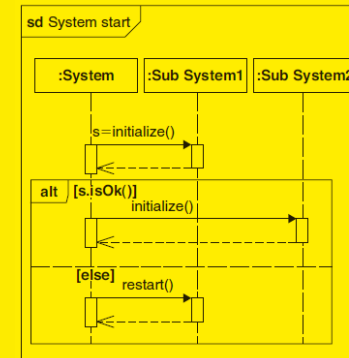 sd System start
:System :Sub System1 :Sub System2
s=initialize()
alt [s.isOk()]
initialize()
[else]
restart()